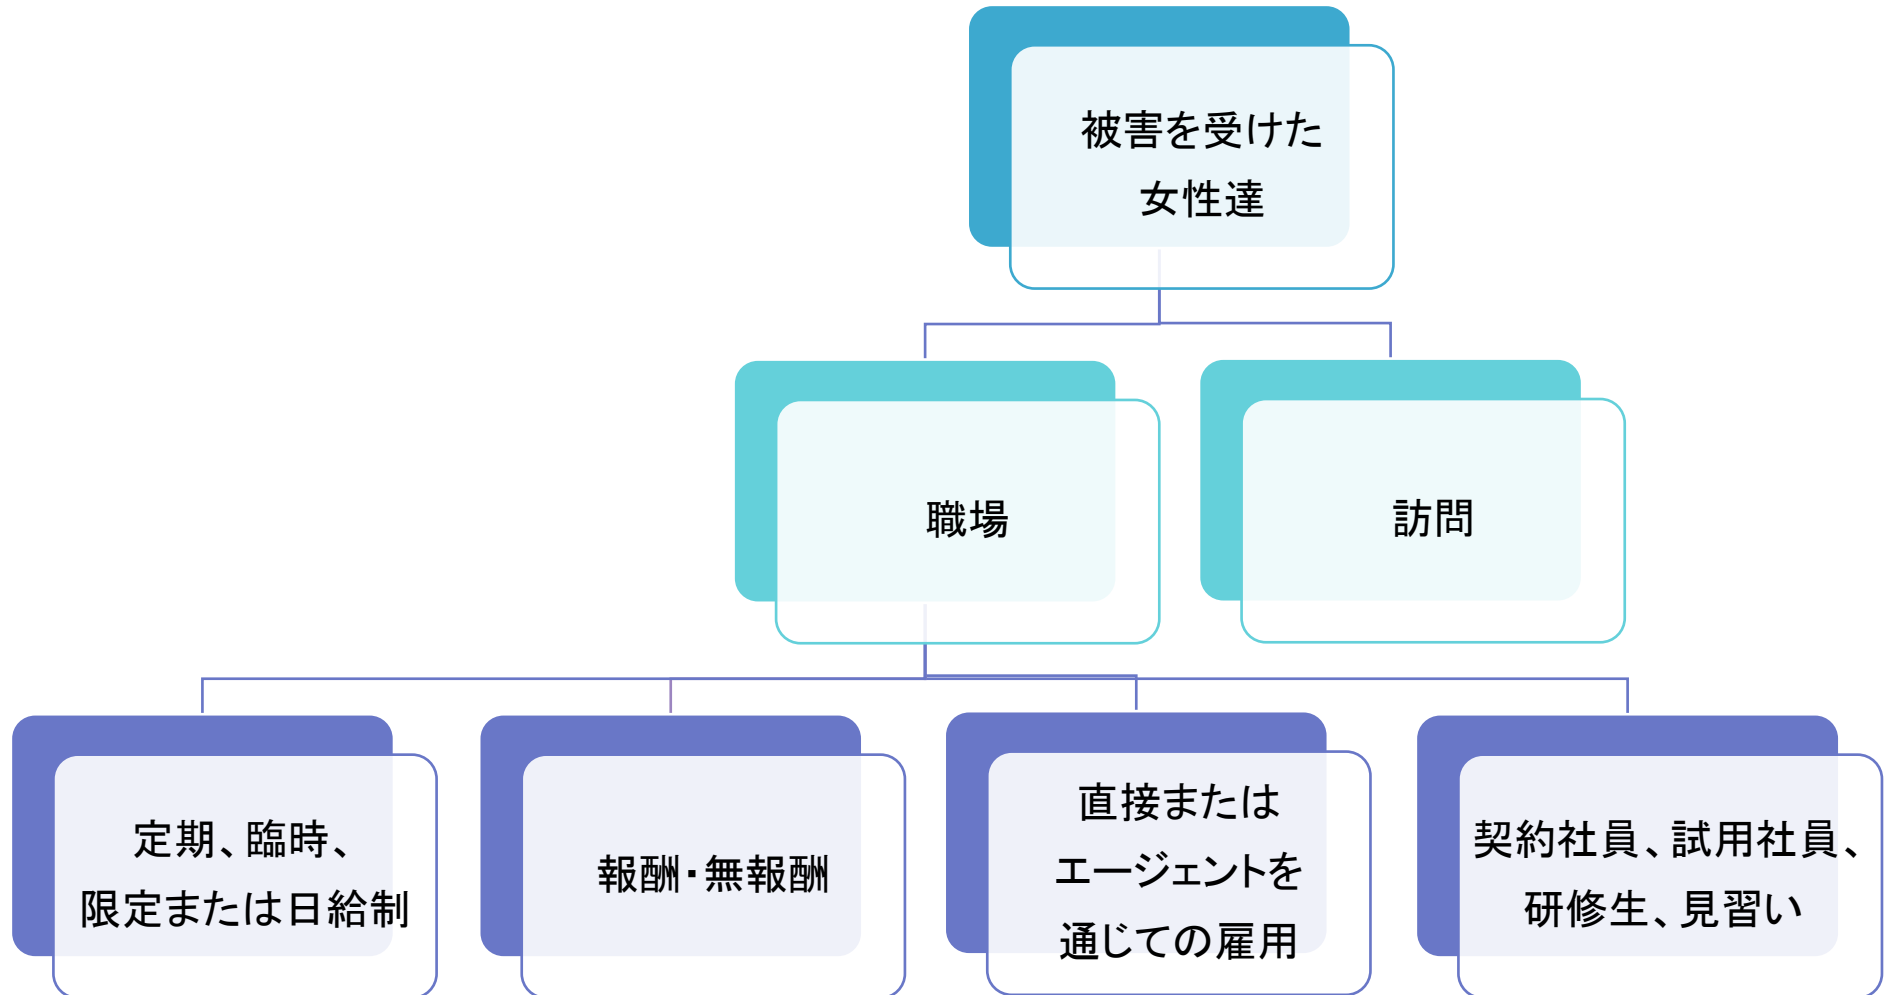 被害を受けた
女性達
職場
訪問
定期、臨時、
限定または日給制
報酬・無報酬
直接または
エージェントを
通じての雇用
契約社員、試用社員、
研修生、見習い